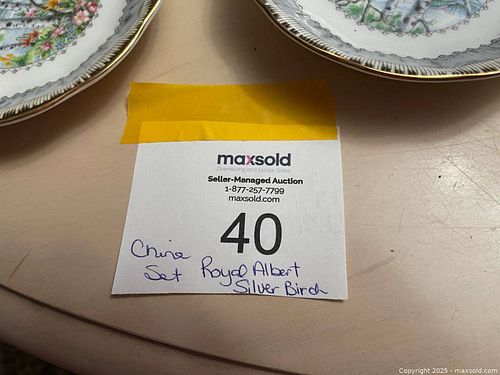 maxsold
Downsizing and Estate Sales
Seller-Managed Auction
1-877-257-7799
maxsold.com
40
China
Set
Royal Albert
Silver Birch
Copyright 2025 - maxsold.com